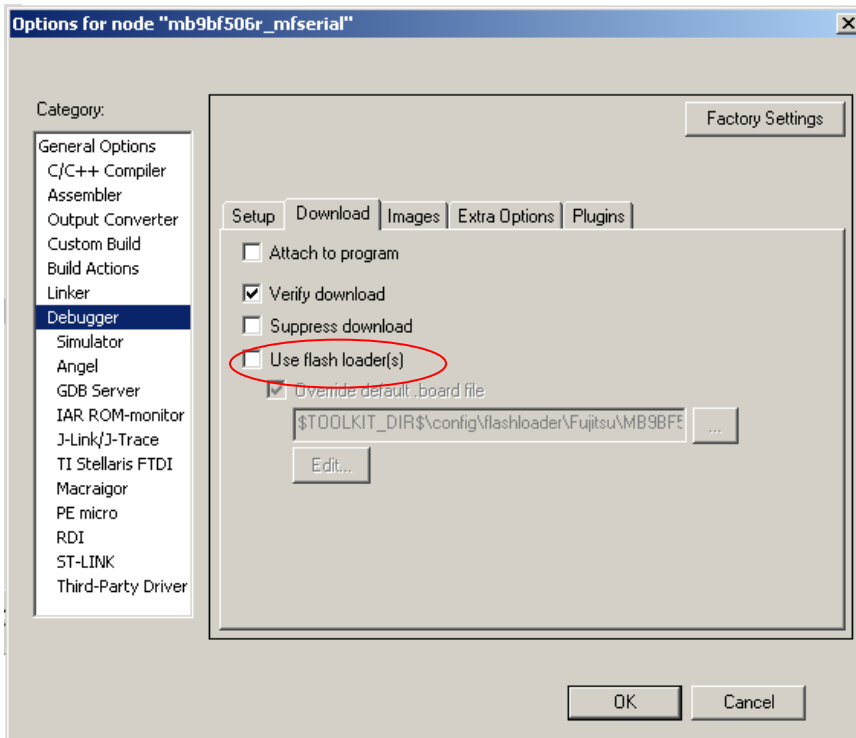 Options for node "mb9bf506r_mfserial"
Category:
Factory Settings
General Options
C/C++ Compiler
Assembler
Output Converter
Custom Build
Build Actions
Linker
Debugger
Simulator
Angel
GDB Server
IAR ROM-monitor
J-Link/J-Trace
TI Stellaris FTDI
Macraigor
PE micro
RDI
ST-LINK
Third-Party Driver
Setup Download Images Extra Options Plugins
Attach to program
Verify download
Suppress download
Use flash loader(s)
Override default .board file
$TOOLKIT_DIR$\config\flashloader\Fujitsu\MB9BF5
...
Edit...
OK Cancel